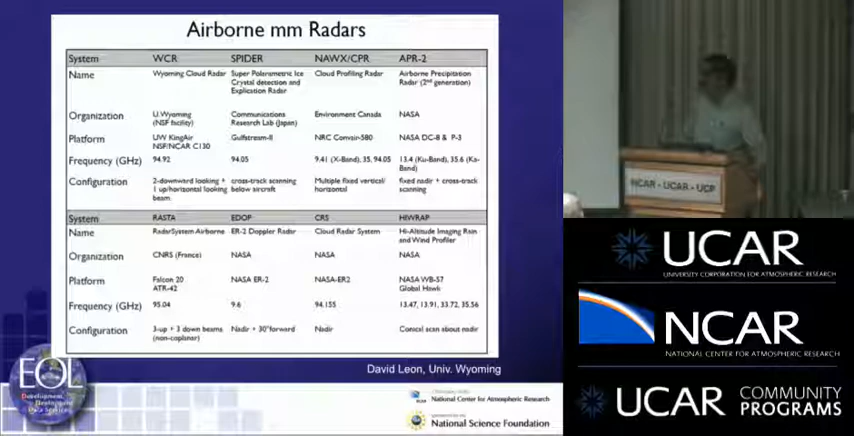 Airborne mm Radars
System WCR SPIDER NAWX/CPR APR-2
Name Wyoming Cloud Radar Super Polarimetric Ice Cloud Profiling Radar Airborne Precipitation
Crystal detection and Radar (2nd generation)
Explication Radar
Organization U.Wyoming Communications Environment Canada NASA
(NSF facility) Research Lab (Japan)
Platform UW KingAir Gulfstream-II NRC Convair-580 NASA DC-8 & P-3
NSF/NCAR C130
Frequency (GHz) 94.92 94.05 9.41 (X-Band), 35, 94.05 13.4 (Ku-Band), 35.6 (Ka-
Band)
Configuration 2-downward looking + cross-track scanning Multiple fixed vertical/ fixed nadir + cross-track
1 up/horizontal looking below aircraft horizontal scanning
beam
System RASTA EDOP CRS HIWRAP
Name RadarSystem Airborne ER-2 Doppler Radar Cloud Radar System Hi-Altitude Imaging Rain
and Wind Profiler
Organization CNRS (France) NASA NASA NASA
Platform Falcon 20 NASA ER-2 NASA-ER2 NASA WB-57
ATR-42 Global Hawk
Frequency (GHz) 95.04 9.6 94.155 13.47, 13.91, 33.72, 35.56
Configuration 3-up + 3 down beams Nadir + 30°forward Nadir Conical scan about nadir
(non-coplanar)
David Leon, Univ. Wyoming
EOL
National Center for Atmospheric Research
National Science Foundation
NCAR - UCAR - UCP
UCAR
UNIVERSITY CORPORATION FOR ATMOSPHERIC RESEARCH
NCAR
NATIONAL CENTER FOR ATMOSPHERIC RESEARCH
UCAR COMMUNITY
PROGRAMS